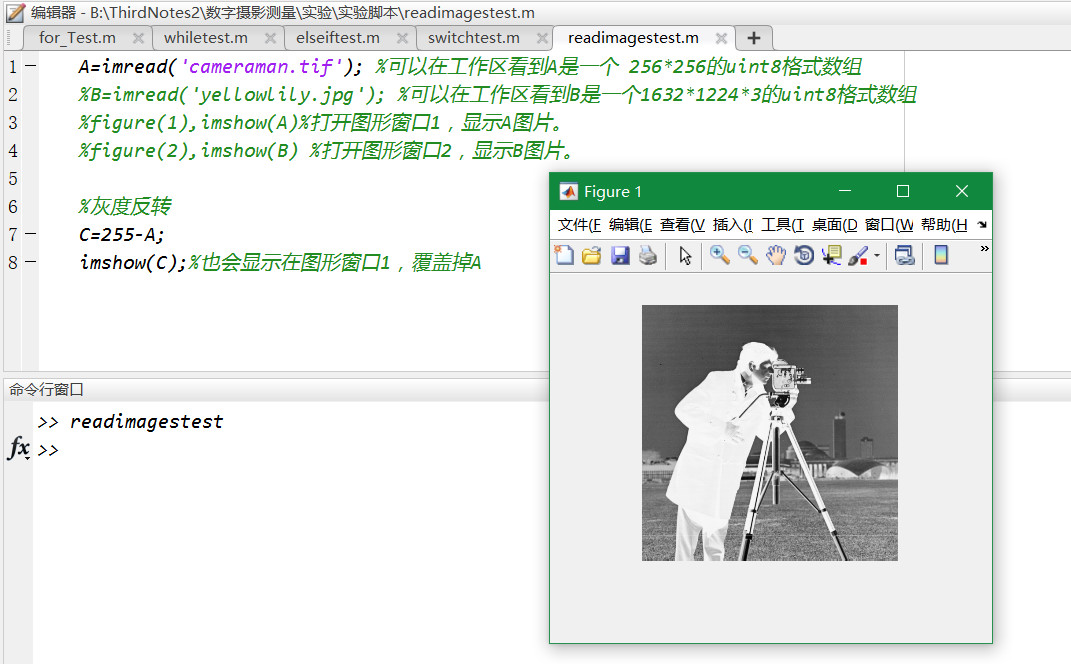 编辑器 - B:\ThirdNotes2\数字摄影测量\实验\实验脚本\readimagestest.m
for_Test.m × whiletest.m × elseiftest.m × switchtest.m × readimagestest.m × +
1 — A=imread('cameraman.tif'); %可以在工作区看到A是一个 256*256的uint8格式数组
2 %B=imread('yellowlily.jpg'); %可以在工作区看到B是一个1632*1224*3的uint8格式数组
3 %figure(1),imshow(A)%打开图形窗口1，显示A图片。
4 %figure(2),imshow(B) %打开图形窗口2，显示B图片。
5
6 %灰度反转
7 — C=255-A;
8 — imshow(C);%也会显示在图形窗口1，覆盖掉A
Figure 1
文件(F 编辑(E 查看(V 插入(I 工具(T 桌面(D 窗口(W 帮助(H
命令行窗口
>> readimagestest
fx >>